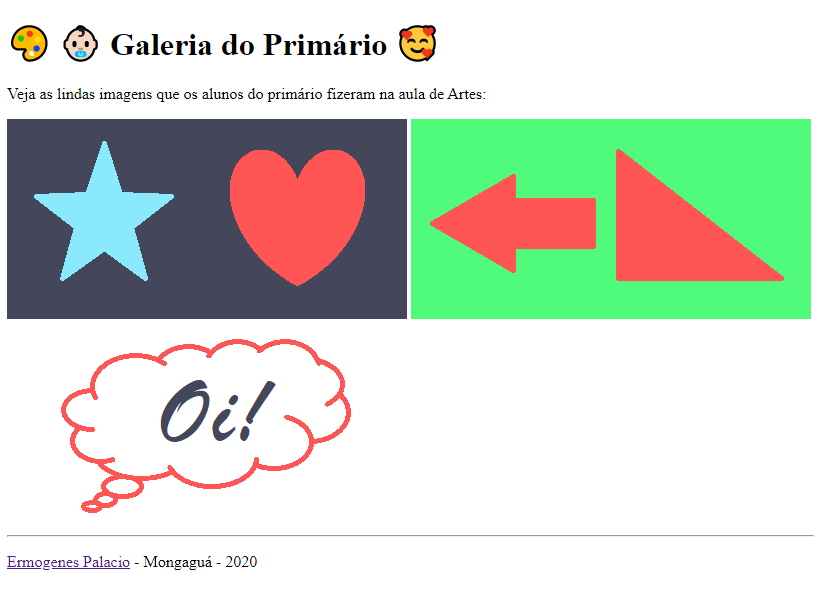 Galeria do Primário
Veja as lindas imagens que os alunos do primário fizeram na aula de Artes:
Oi!
Ermogenes Palacio - Mongaguá - 2020